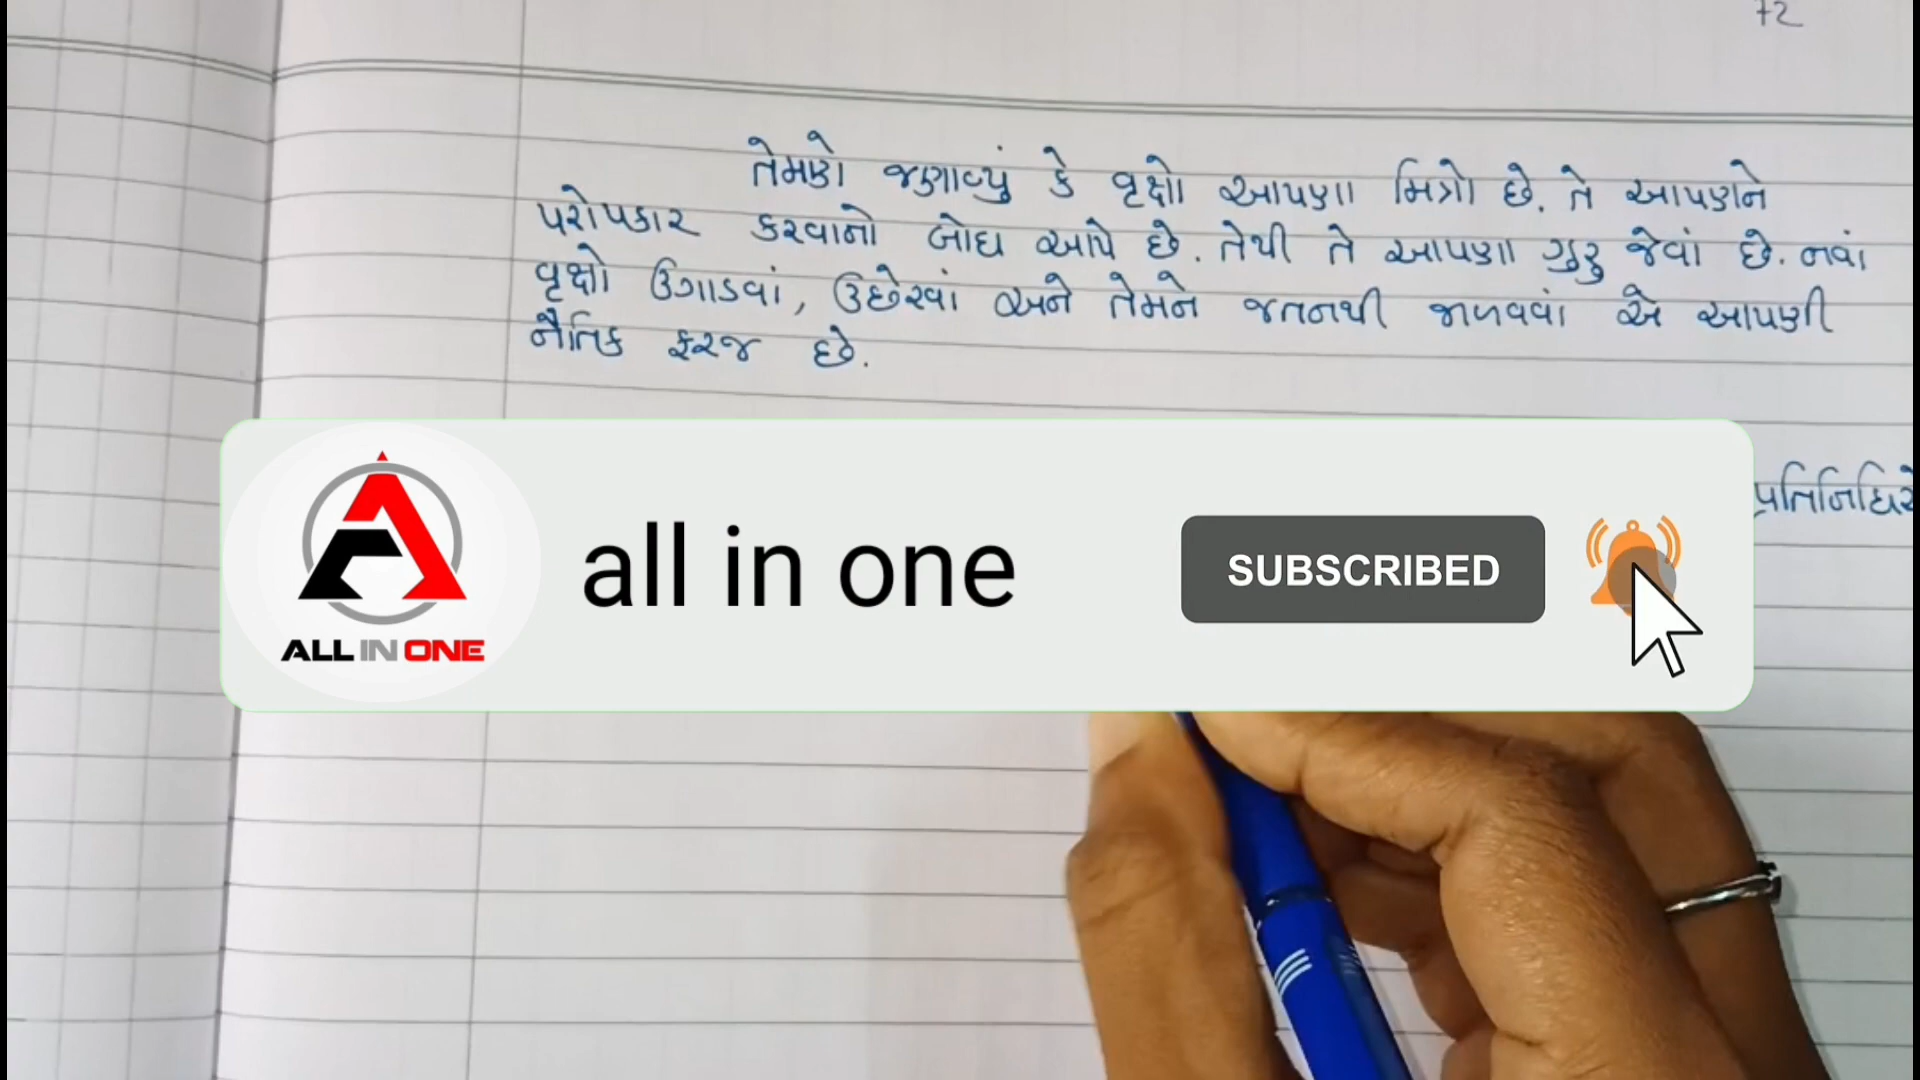 72
તેમણે જણાવ્યું કે વૃક્ષો આપણા મિત્રો છે. તે આપણને
પરોપકાર કરવાનો બોધ આપે છે. તેથી તે આપણા ગુરુ જેવાં છે. નવાં
વૃક્ષો ઉગાડવાં, ઉછેરવાં અને તેમને જતનથી જાળવવાં એ આપણી
નૈતિક ફરજ છે.
all in one
SUBSCRIBED
ALL IN ONE